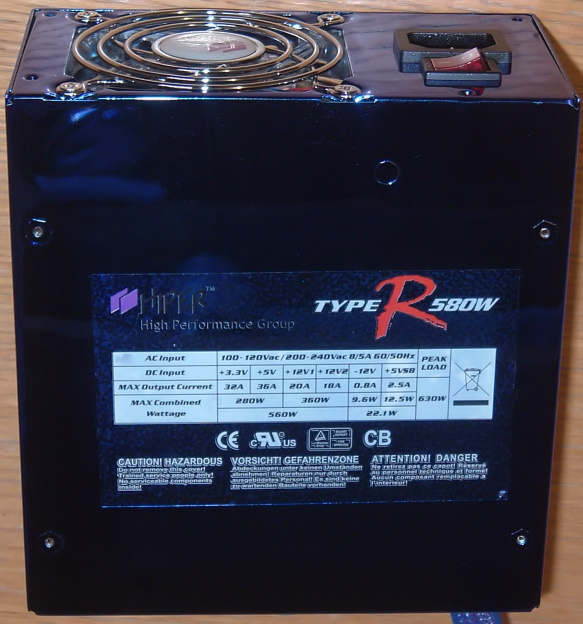 HIPER™
High Performance Group
TYPE R 580W
AC Input 100-120Vac / 200-240Vac 8/5A 60/50Hz PEAK LOAD
DC Input +3.3V +5V +12V1 +12V2 -12V +5VSB
MAX Output Current 32A 36A 20A 18A 0.8A 2.5A
MAX Combined Wattage 280W 360W 9.6W 12.5W 630W
560W 22.1W
CE c RU US CB
CAUTION! HAZARDOUS
Do not remove this cover!
Trained service people only!
No serviceable components
inside!
VORSICHT! GEFAHRENZONE
Abdeckungen unter keinen Umständen
abnehmen! Reparaturen nur durch
ausgebildetes Personal! Es sind keine
zu wartenden Bauteile vorhanden!
ATTENTION! DANGER
Ne retirez pas ce capot! Réservé
au personnel technique et formé!
Aucun composant remplaçable à
l'interieur!